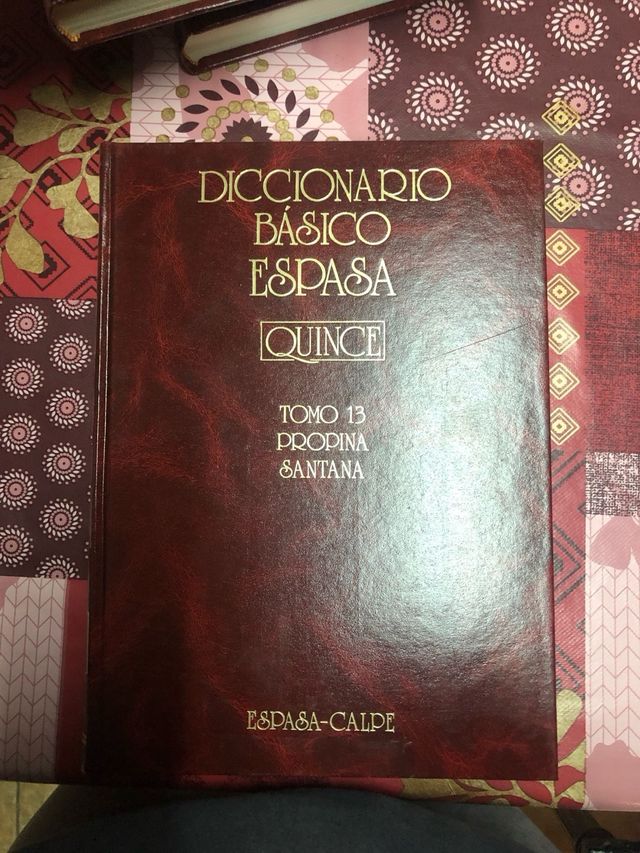 DICCIONARIO
BÁSICO
ESPASA
QUINCE
TOMO 13
PROPINA
SANTANA
ESPASA-CALPE